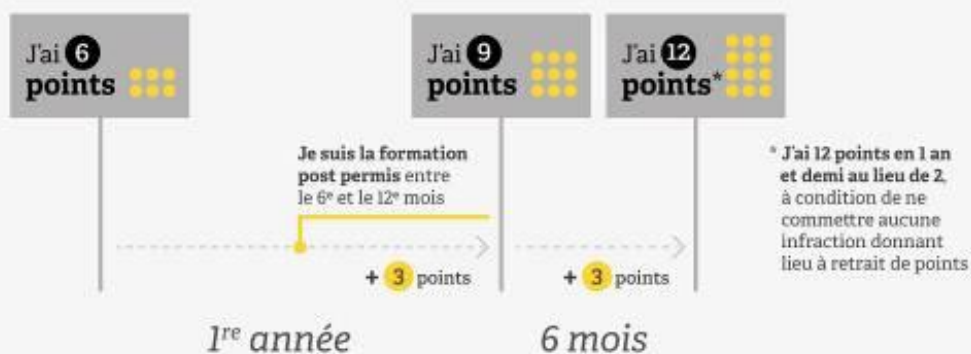 J'ai 6
points
J'ai 9
points
J'ai 12
points*
Je suis la formation
post permis entre
le 6e et le 12e mois
* J'ai 12 points en 1 an
et demi au lieu de 2,
à condition de ne
commettre aucune
infraction donnant
lieu à retrait de points
+ 3 points
+ 3 points
1re année
6 mois